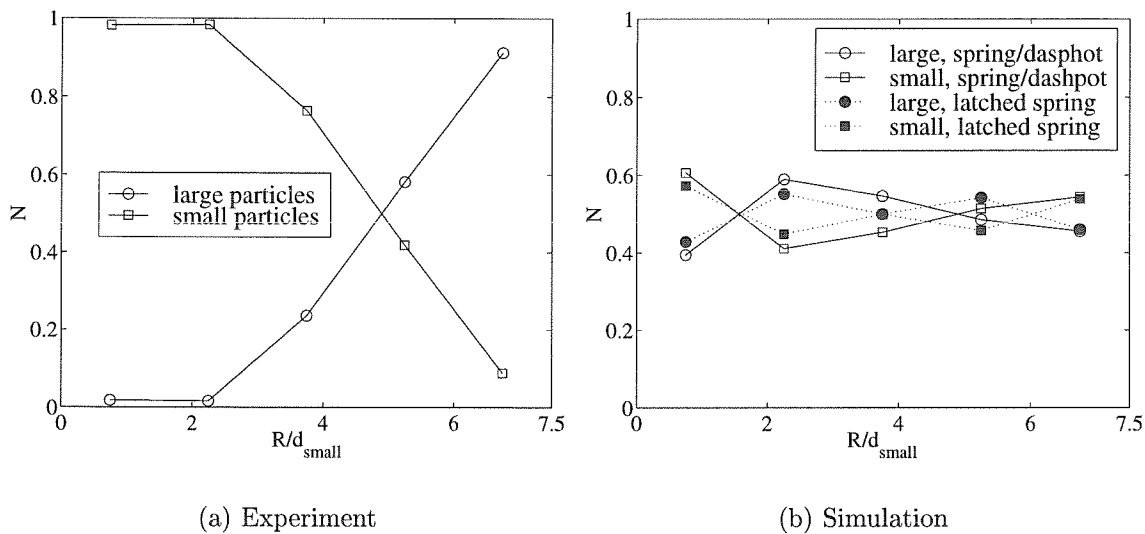 1
0.8
0.6
0.4
0.2
0
N
large particles
small particles
0
2
4
6
7.5
R/d_small
(a) Experiment
1
0.8
0.6
0.4
0.2
0
N
large, spring/dasphot
small, spring/dashpot
large, latched spring
small, latched spring
0
2
4
6
7.5
R/d_small
(b) Simulation